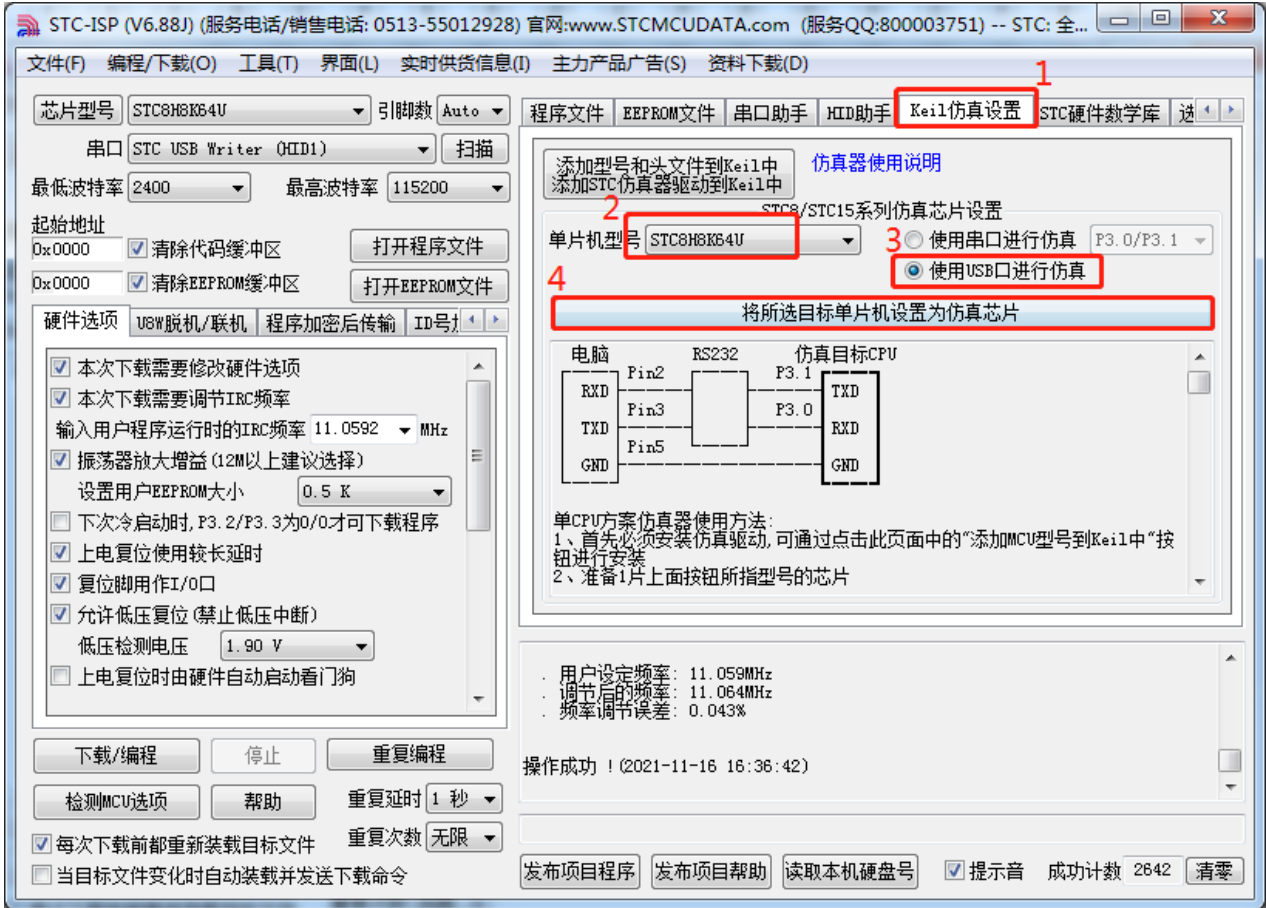 STC-ISP (V6.88J) (服务电话/销售电话: 0513-55012928) 官网:www.STCMCUDATA.com (服务QQ:800003751) -- STC: 全...
文件(F) 编程/下载(O) 工具(T) 界面(L) 实时供货信息(I) 主力产品广告(S) 资料下载(D)
芯片型号 STC8H8K64U 引脚数 Auto
串口 STC USB Writer (HID1) 扫描
最低波特率 2400 最高波特率 115200
起始地址
0x0000 清除代码缓冲区 打开程序文件
0x0000 清除EEPROM缓冲区 打开EEPROM文件
硬件选项 U8W脱机/联机 程序加密后传输 ID号
本次下载需要修改硬件选项
本次下载需要调节IRC频率
输入用户程序运行时的IRC频率 11.0592 MHz
振荡器放大增益(12M以上建议选择)
设置用户EEPROM大小 0.5 K
下次冷启动时,P3.2/P3.3为0/0才可下载程序
上电复位使用较长延时
复位脚用作I/O口
允许低压复位(禁止低压中断)
低压检测电压 1.90 V
上电复位时由硬件自动启动看门狗
下载/编程 停止 重复编程
检测MCU选项 帮助 重复延时 1 秒
每次下载前都重新装载目标文件 重复次数 无限
当目标文件变化时自动装载并发送下载命令
1
程序文件 EEPROM文件 串口助手 HID助手 Keil仿真设置 STC硬件数学库 选
添加型号和头文件到Keil中
添加STC仿真器驱动到Keil中
仿真器使用说明
STC8/STC15系列仿真芯片设置
2
单片机型号 STC8H8K64U
3
使用串口进行仿真 P3.0/P3.1
使用USB口进行仿真
4
将所选目标单片机设置为仿真芯片
电脑 RS232 仿真目标CPU
RXD Pin2 P3.1 TXD
TXD Pin3 P3.0 RXD
GND Pin5 GND
单CPU方案仿真器使用方法:
1、首先必须安装仿真驱动,可通过点击此页面中的“添加MCU型号到Keil中“按
钮进行安装
2、准备1片上面按钮所指型号的芯片
. 用户设定频率: 11.059MHz
. 调节后的频率: 11.064MHz
. 频率调节误差: 0.043%
操作成功 !(2021-11-16 16:36:42)
发布项目程序 发布项目帮助 读取本机硬盘号 提示音 成功计数 2642 清零